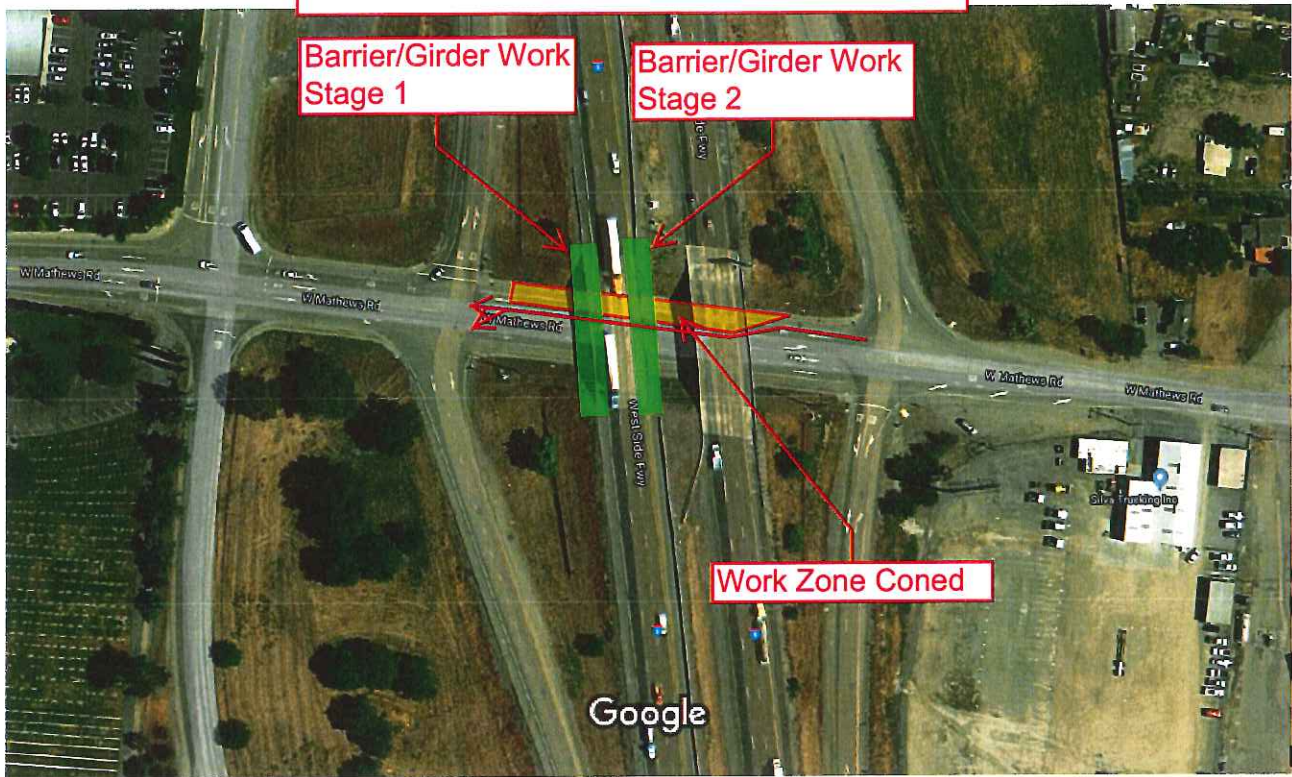 Barrier/Girder Work
Stage 1
Barrier/Girder Work
Stage 2
W Mathews Rd
W Mathews Rd
W Mathews Rd
W Mathews Rd
W Mathews Rd
West Side Fwy
Fwy
Silva Trucking Inc
Work Zone Coned
Google